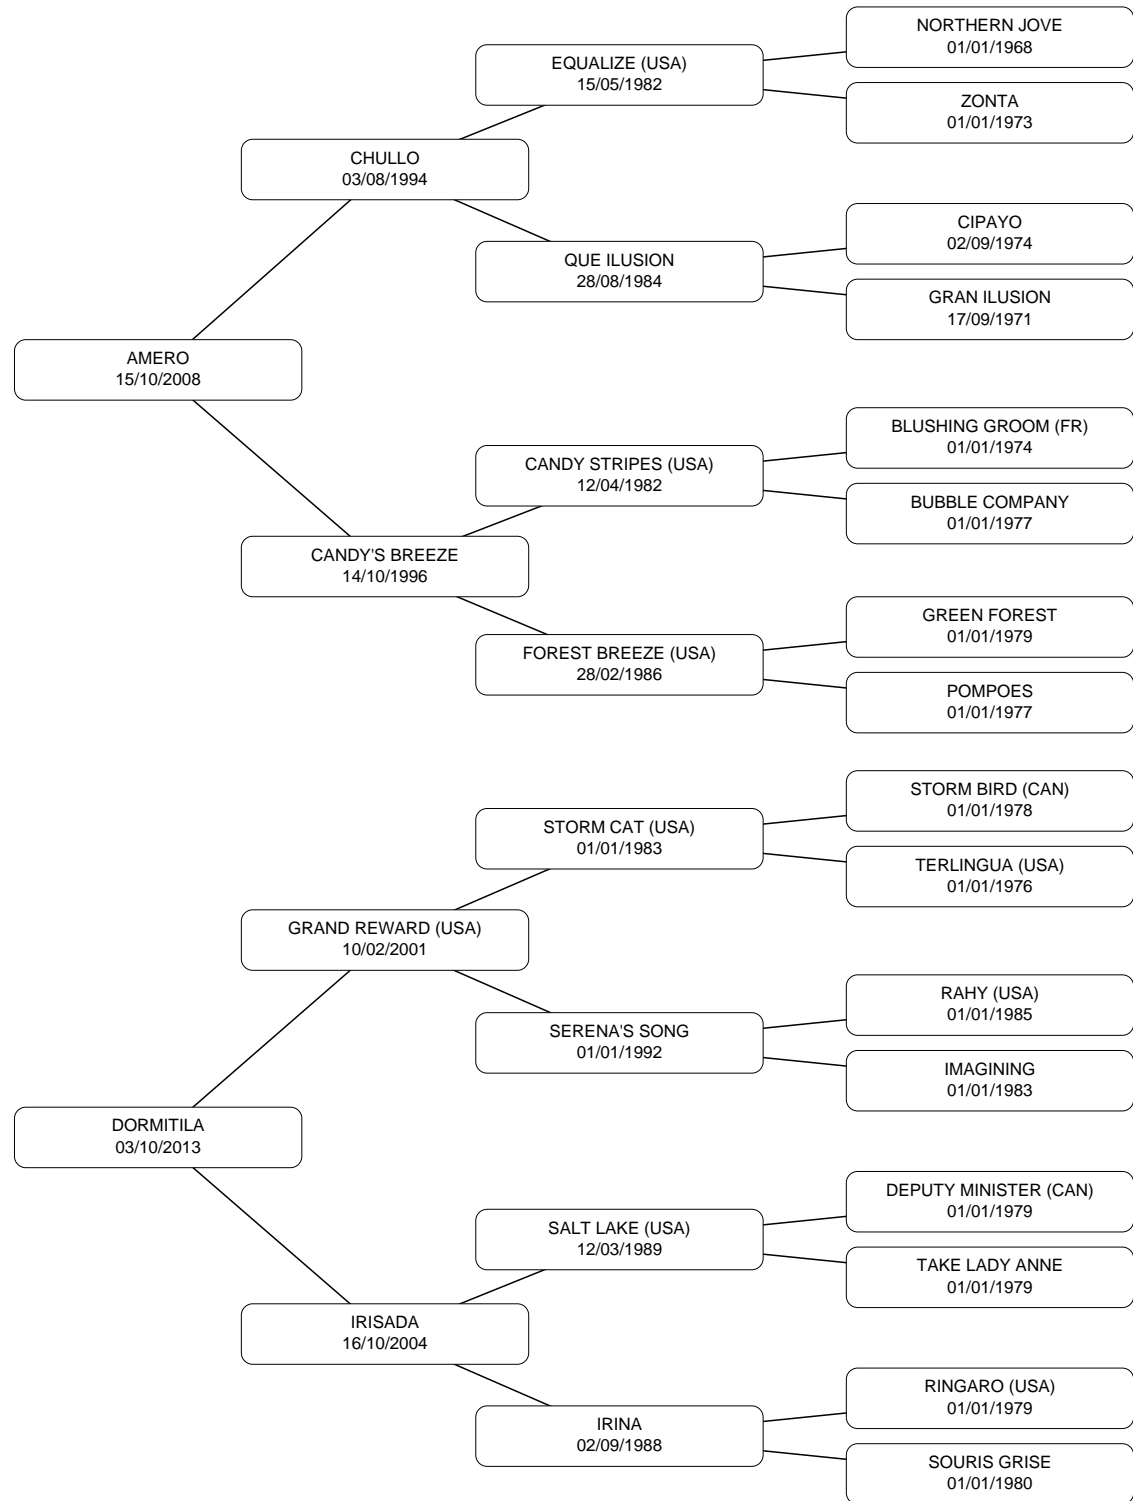 NORTHERN JOVE
01/01/1968
EQUALIZE (USA)
15/05/1982
ZONTA
01/01/1973
CHULLO
03/08/1994
CIPAYO
02/09/1974
QUE ILUSION
28/08/1984
GRAN ILUSION
17/09/1971
AMERO
15/10/2008
BLUSHING GROOM (FR)
01/01/1974
CANDY STRIPES (USA)
12/04/1982
BUBBLE COMPANY
01/01/1977
CANDY'S BREEZE
14/10/1996
GREEN FOREST
01/01/1979
FOREST BREEZE (USA)
28/02/1986
POMPOES
01/01/1977
STORM BIRD (CAN)
01/01/1978
STORM CAT (USA)
01/01/1983
TERLINGUA (USA)
01/01/1976
GRAND REWARD (USA)
10/02/2001
RAHY (USA)
01/01/1985
SERENA'S SONG
01/01/1992
IMAGINING
01/01/1983
DORMITILA
03/10/2013
DEPUTY MINISTER (CAN)
01/01/1979
SALT LAKE (USA)
12/03/1989
TAKE LADY ANNE
01/01/1979
IRISADA
16/10/2004
RINGARO (USA)
01/01/1979
IRINA
02/09/1988
SOURIS GRISE
01/01/1980